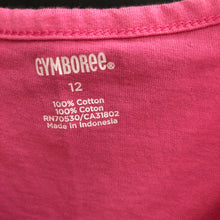 GYMBOREE®
12
100% Cotton
100% Coton
RN70530/CA31802
Made in Indonesia